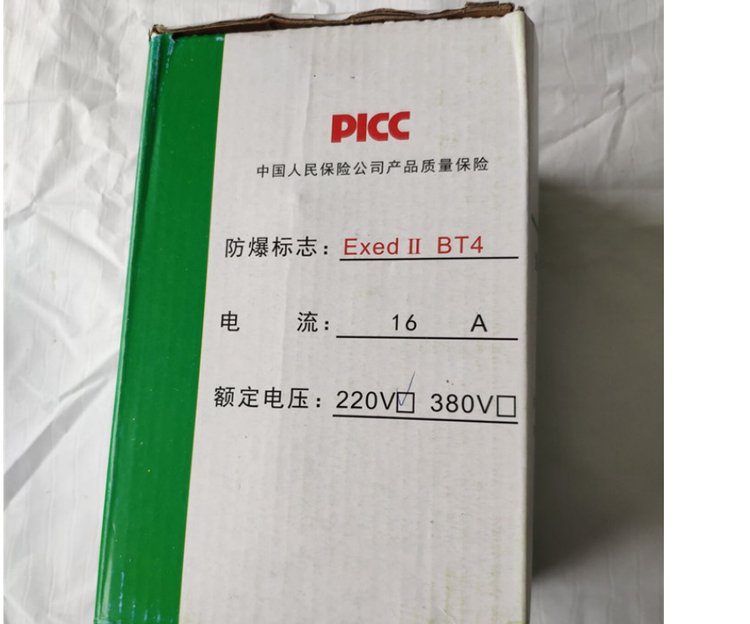 PICC
中国人民保险公司产品质量保险
防爆标志：Exed II BT4
电 流：16 A
额定电压：220V☑ 380V☐